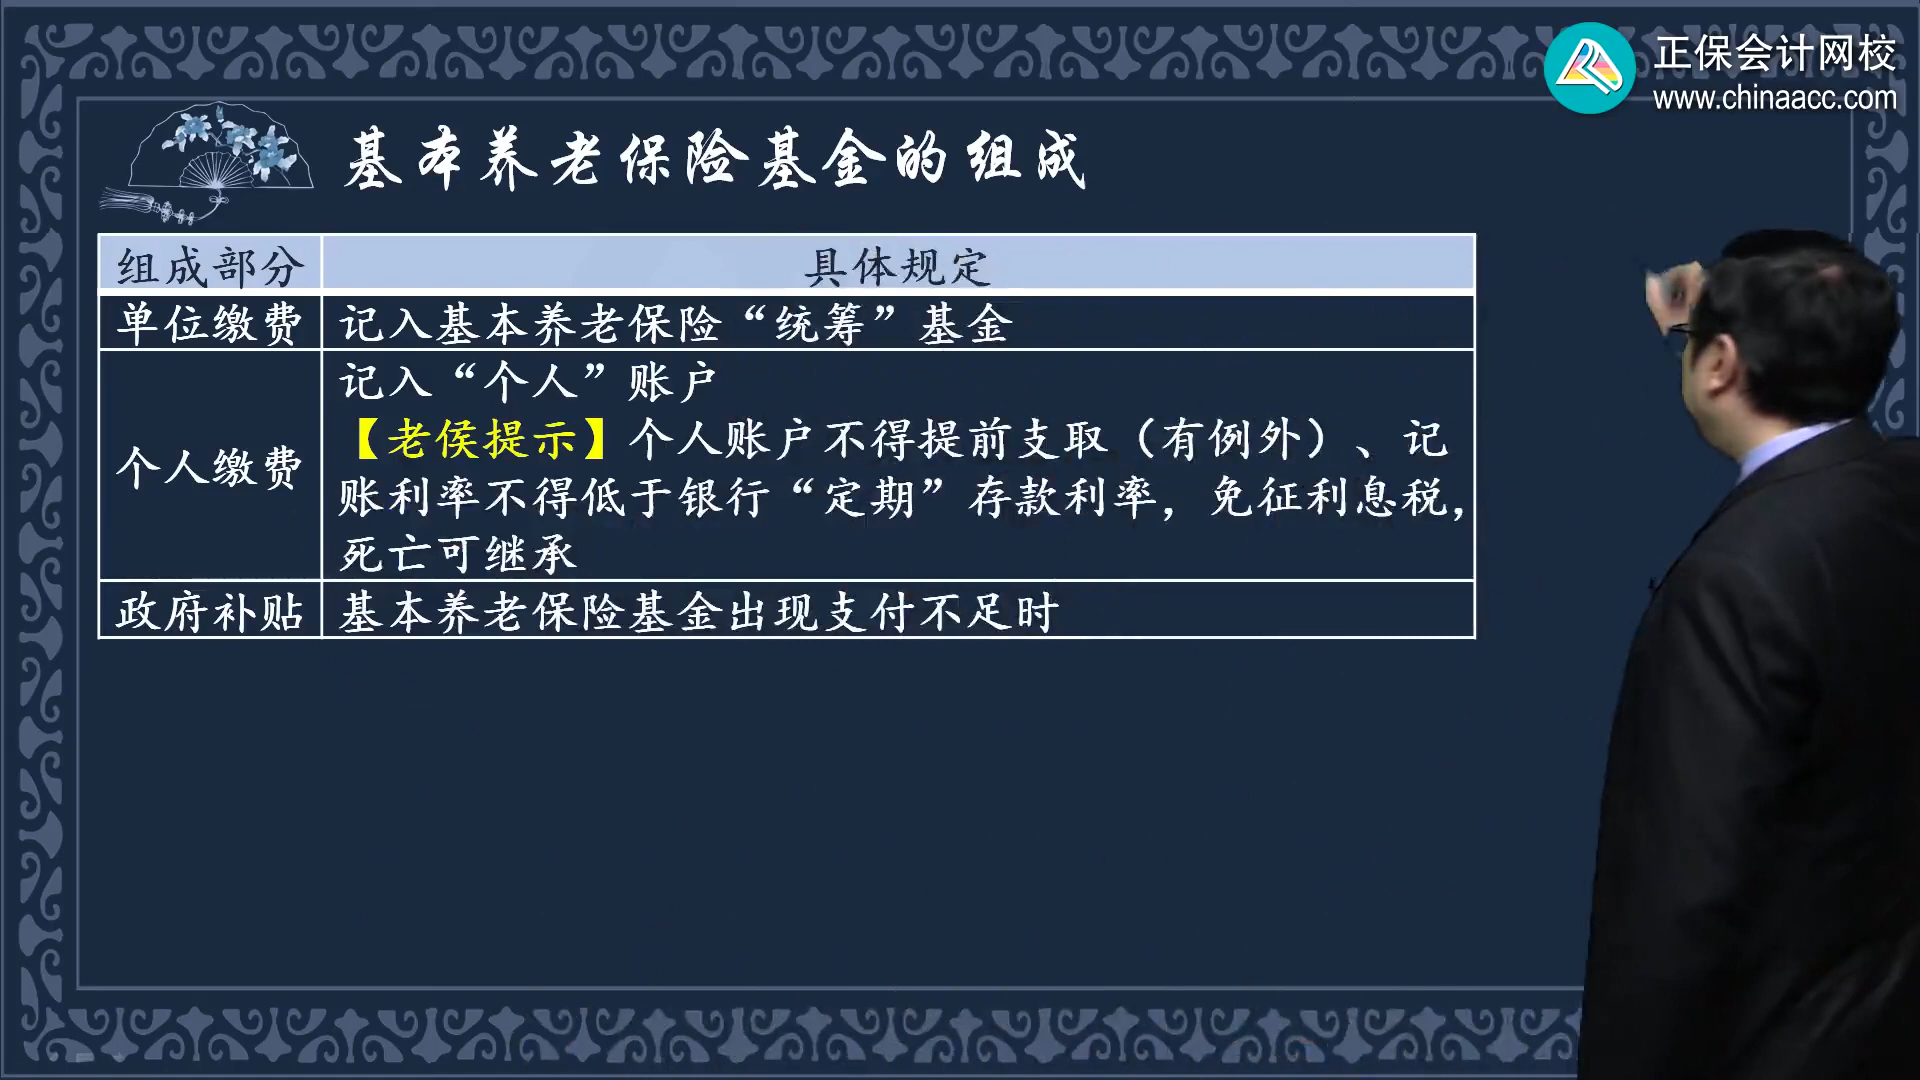 正保会计网校
www.chinaacc.com
基本养老保险基金的组成
组成部分 具体规定
单位缴费 记入基本养老保险“统筹”基金
个人缴费
记入“个人”账户
【老侯提示】个人账户不得提前支取（有例外）、记
账利率不得低于银行“定期”存款利率，免征利息税，
死亡可继承
政府补贴 基本养老保险基金出现支付不足时